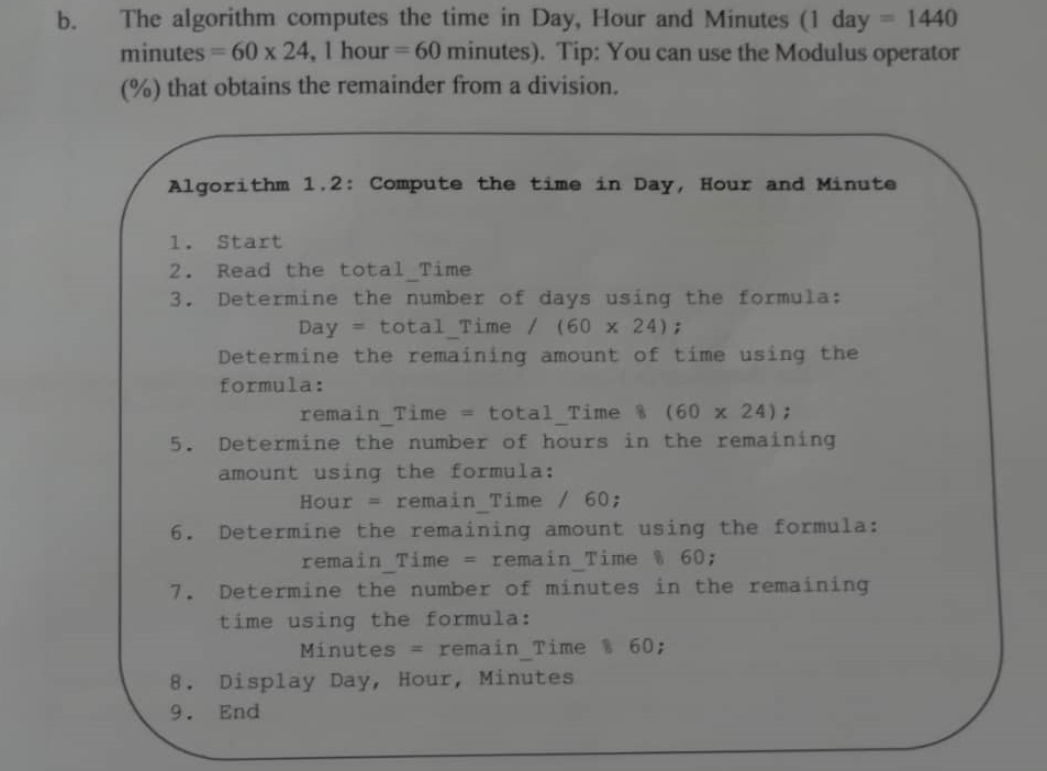 b. The algorithm computes the time in Day, Hour and Minutes (1 day = 1440
minutes = 60 x 24, 1 hour = 60 minutes). Tip: You can use the Modulus operator
(%) that obtains the remainder from a division.
Algorithm 1.2: Compute the time in Day, Hour and Minute
1. Start
2. Read the total_Time
3. Determine the number of days using the formula:
Day = total_Time / (60 x 24);
Determine the remaining amount of time using the
formula:
remain_Time = total_Time % (60 x 24);
5. Determine the number of hours in the remaining
amount using the formula:
Hour = remain_Time / 60;
6. Determine the remaining amount using the formula:
remain_Time = remain_Time % 60;
7. Determine the number of minutes in the remaining
time using the formula:
Minutes = remain_Time % 60;
8. Display Day, Hour, Minutes
9. End